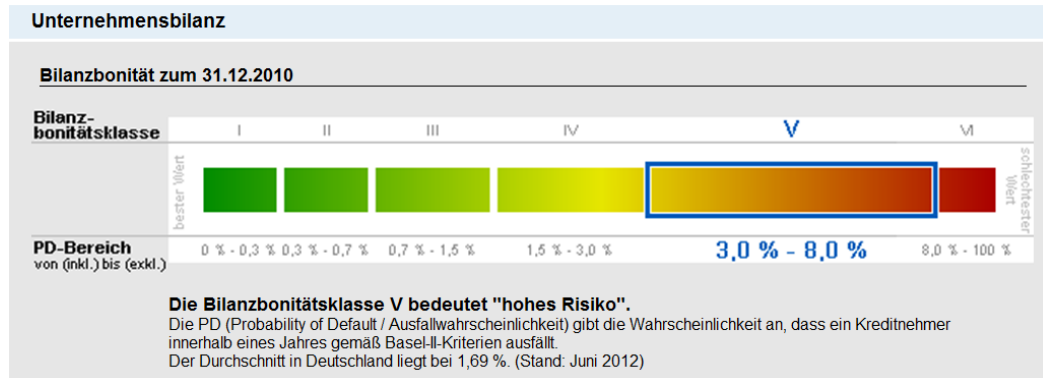 Unternehmensbilanz
Bilanzbonität zum 31.12.2010
Bilanz-
bonitätsklasse I II III IV V VI
bester Wert
schlechtester
Wert
PD-Bereich 0 % - 0,3 % 0,3 % - 0,7 % 0,7 % - 1,5 % 1,5 % - 3,0 % 3,0 % - 8,0 % 8,0 % - 100 %
von (inkl.) bis (exkl.)
Die Bilanzbonitätsklasse V bedeutet "hohes Risiko".
Die PD (Probability of Default / Ausfallwahrscheinlichkeit) gibt die Wahrscheinlichkeit an, dass ein Kreditnehmer
innerhalb eines Jahres gemäß Basel-II-Kriterien ausfällt.
Der Durchschnitt in Deutschland liegt bei 1,69 %. (Stand: Juni 2012)